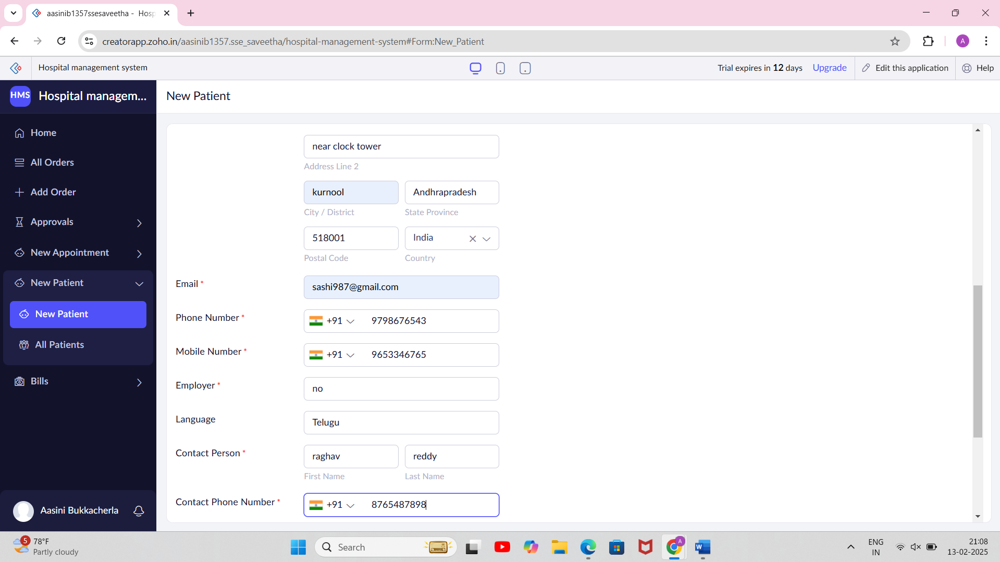 aasinib1357ssesaveetha - Hosp
creatorapp.zoho.in/aasinib1357.sse_saveetha/hospital-management-system#Form:New_Patient
A
Hospital management system
Trial expires in 12 days
Upgrade
Edit this application
Help
HMS
Hospital managem...
New Patient
Home
All Orders
Add Order
Approvals
New Appointment
New Patient
New Patient
All Patients
Bills
Aasini Bukkacherla
near clock tower
Address Line 2
kurnool
Andhrapradesh
City / District
State Province
518001
India
Postal Code
Country
Email *
sashi987@gmail.com
Phone Number *
+91
9798676543
Mobile Number *
+91
9653346765
Employer *
no
Language
Telugu
Contact Person *
raghav
reddy
First Name
Last Name
Contact Phone Number *
+91
8765487898
5
78°F
Partly cloudy
Search
A
W
ENG
IN
21:08
13-02-2025